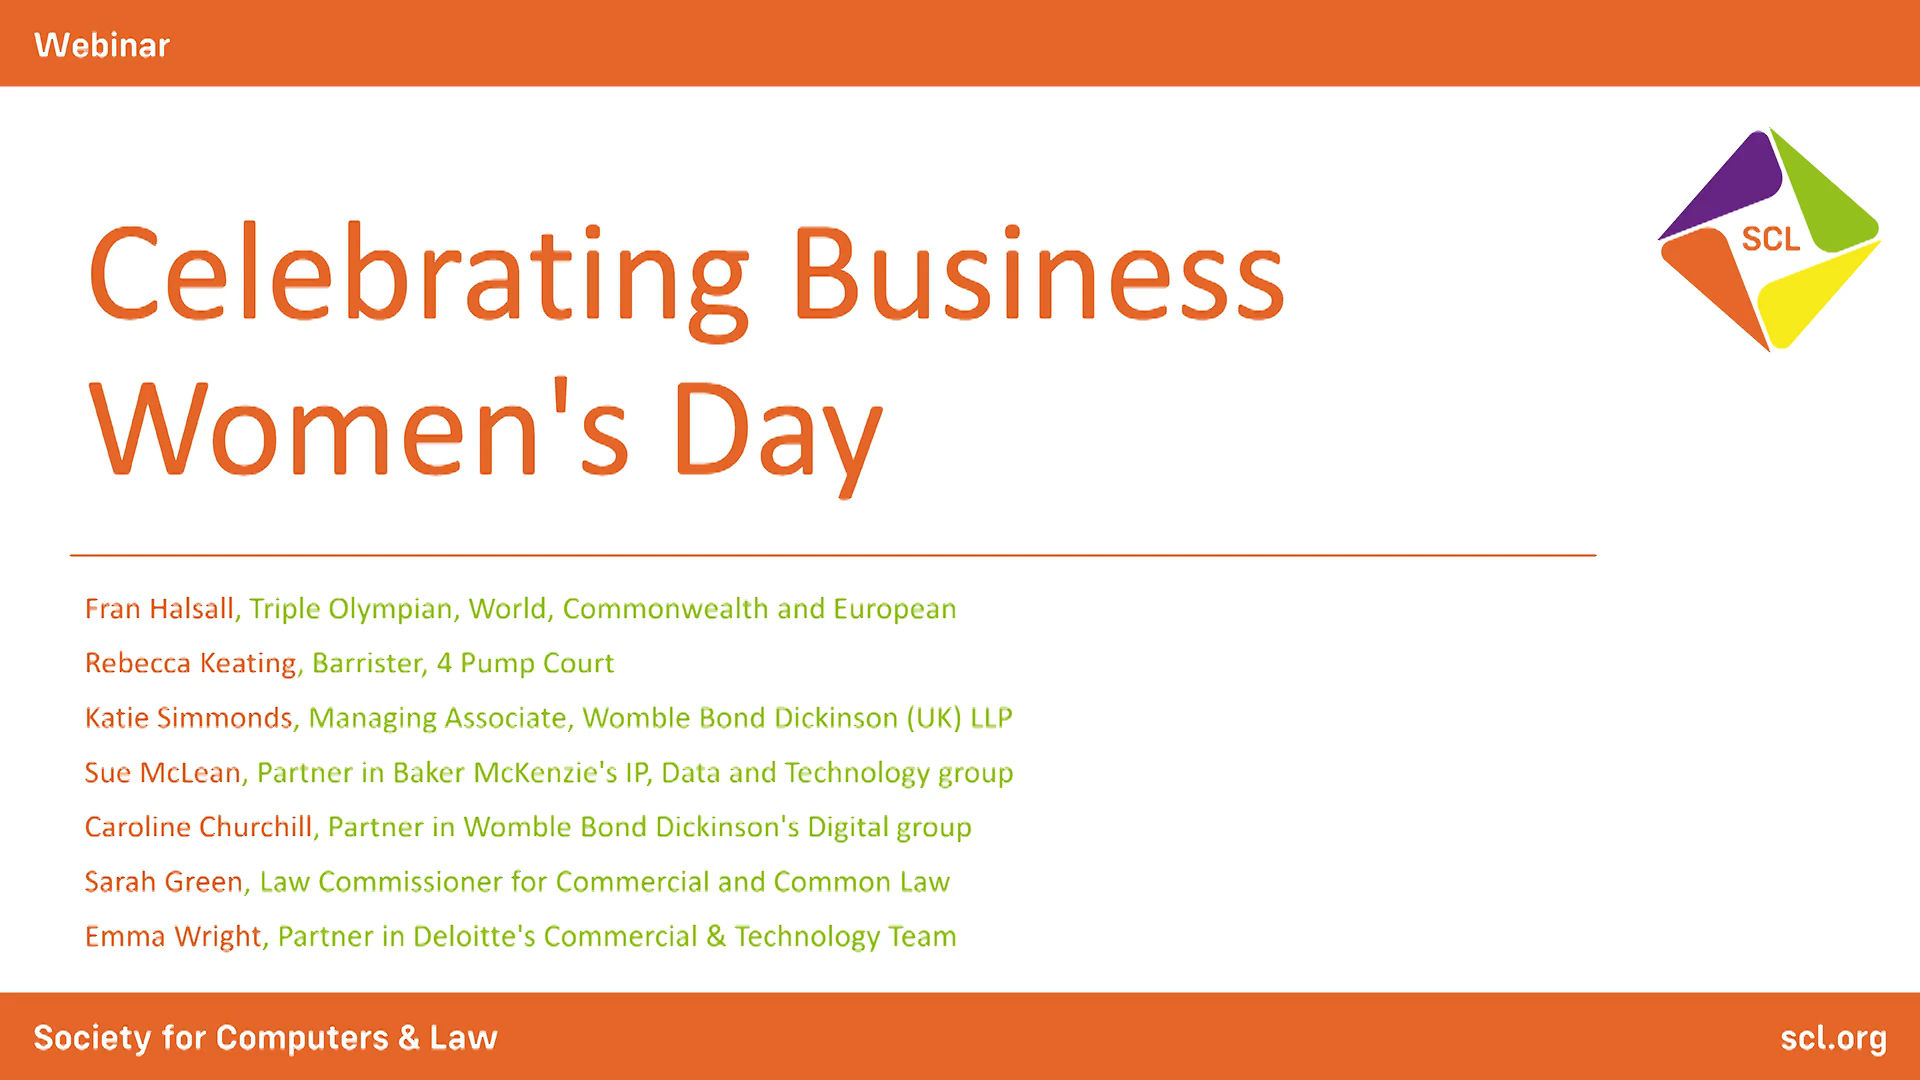 Webinar
SCL
Celebrating Business
Women's Day
Fran Halsall, Triple Olympian, World, Commonwealth and European
Rebecca Keating, Barrister, 4 Pump Court
Katie Simmonds, Managing Associate, Womble Bond Dickinson (UK) LLP
Sue McLean, Partner in Baker McKenzie's IP, Data and Technology group
Caroline Churchill, Partner in Womble Bond Dickinson's Digital group
Sarah Green, Law Commissioner for Commercial and Common Law
Emma Wright, Partner in Deloitte's Commercial & Technology Team
Society for Computers & Law
scl.org